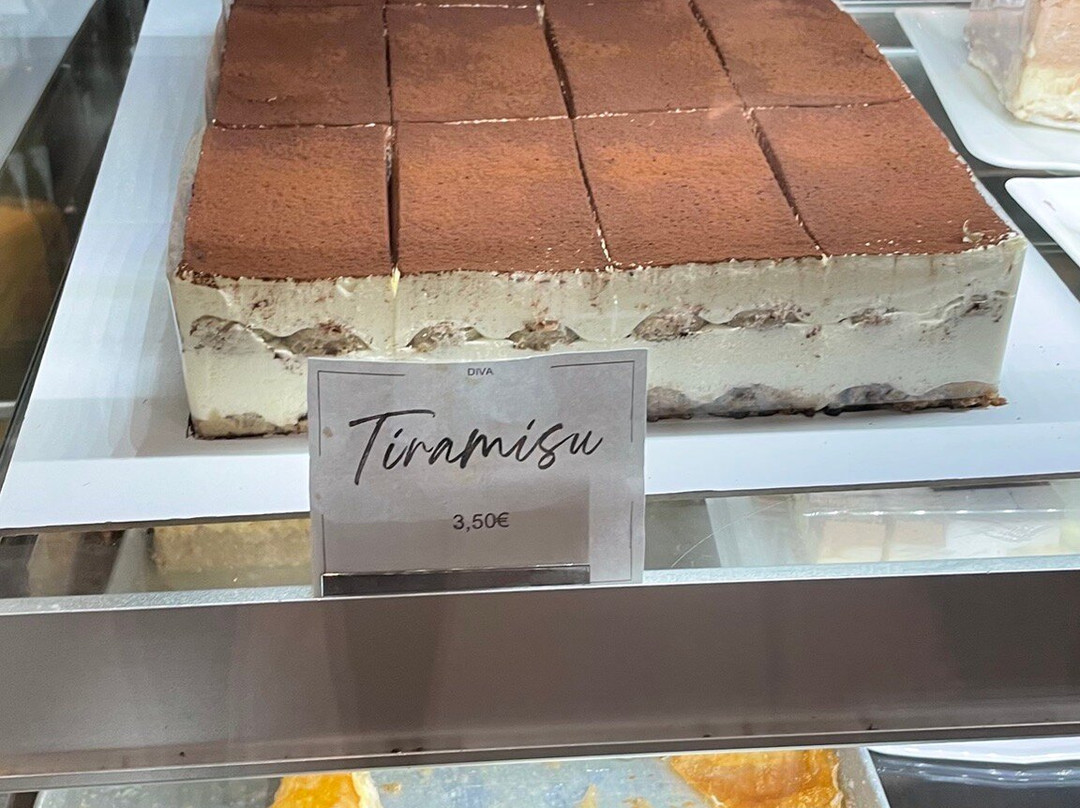 DIVA
Tiramisu
3,50€